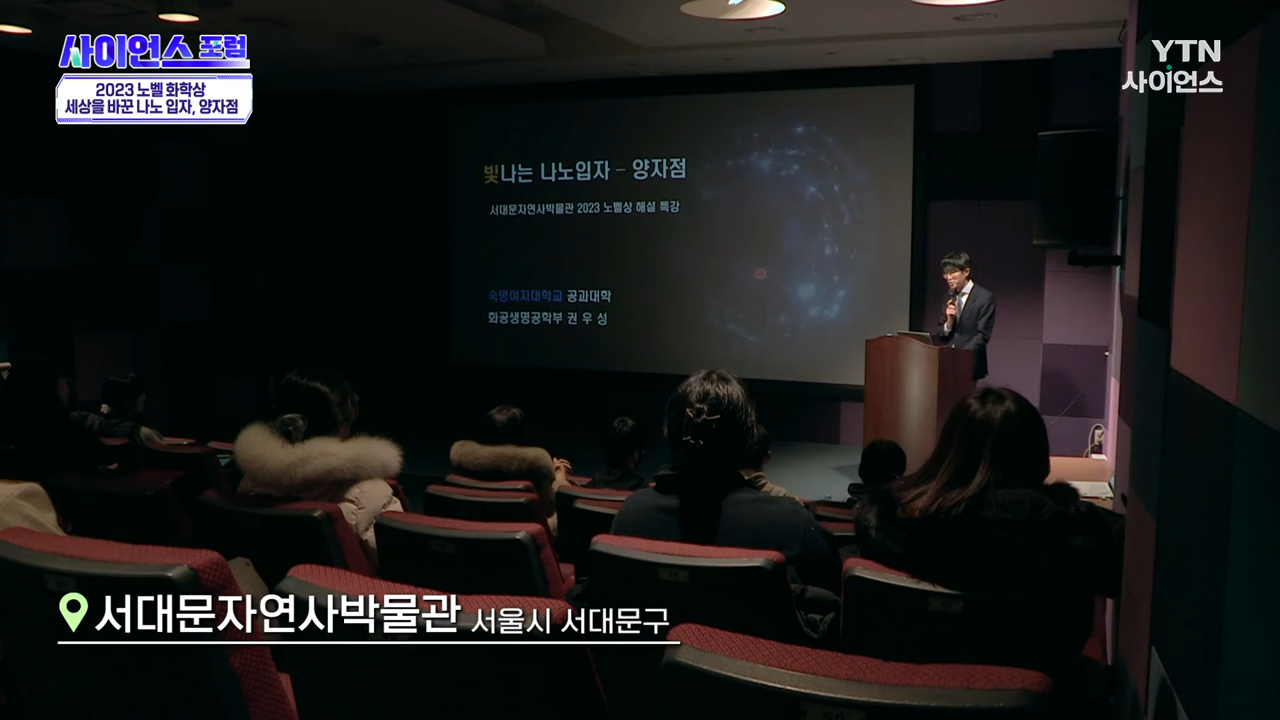 사이언스 포럼
2023 노벨 화학상
세상을 바꾼 나노 입자, 양자점
YTN
사이언스
빛나는 나노입자 - 양자점
서대문자연사박물관 2023 노벨상 해설 특강
숙명여자대학교 공과대학
화공생명공학부 권 우 성
서대문자연사박물관 서울시 서대문구